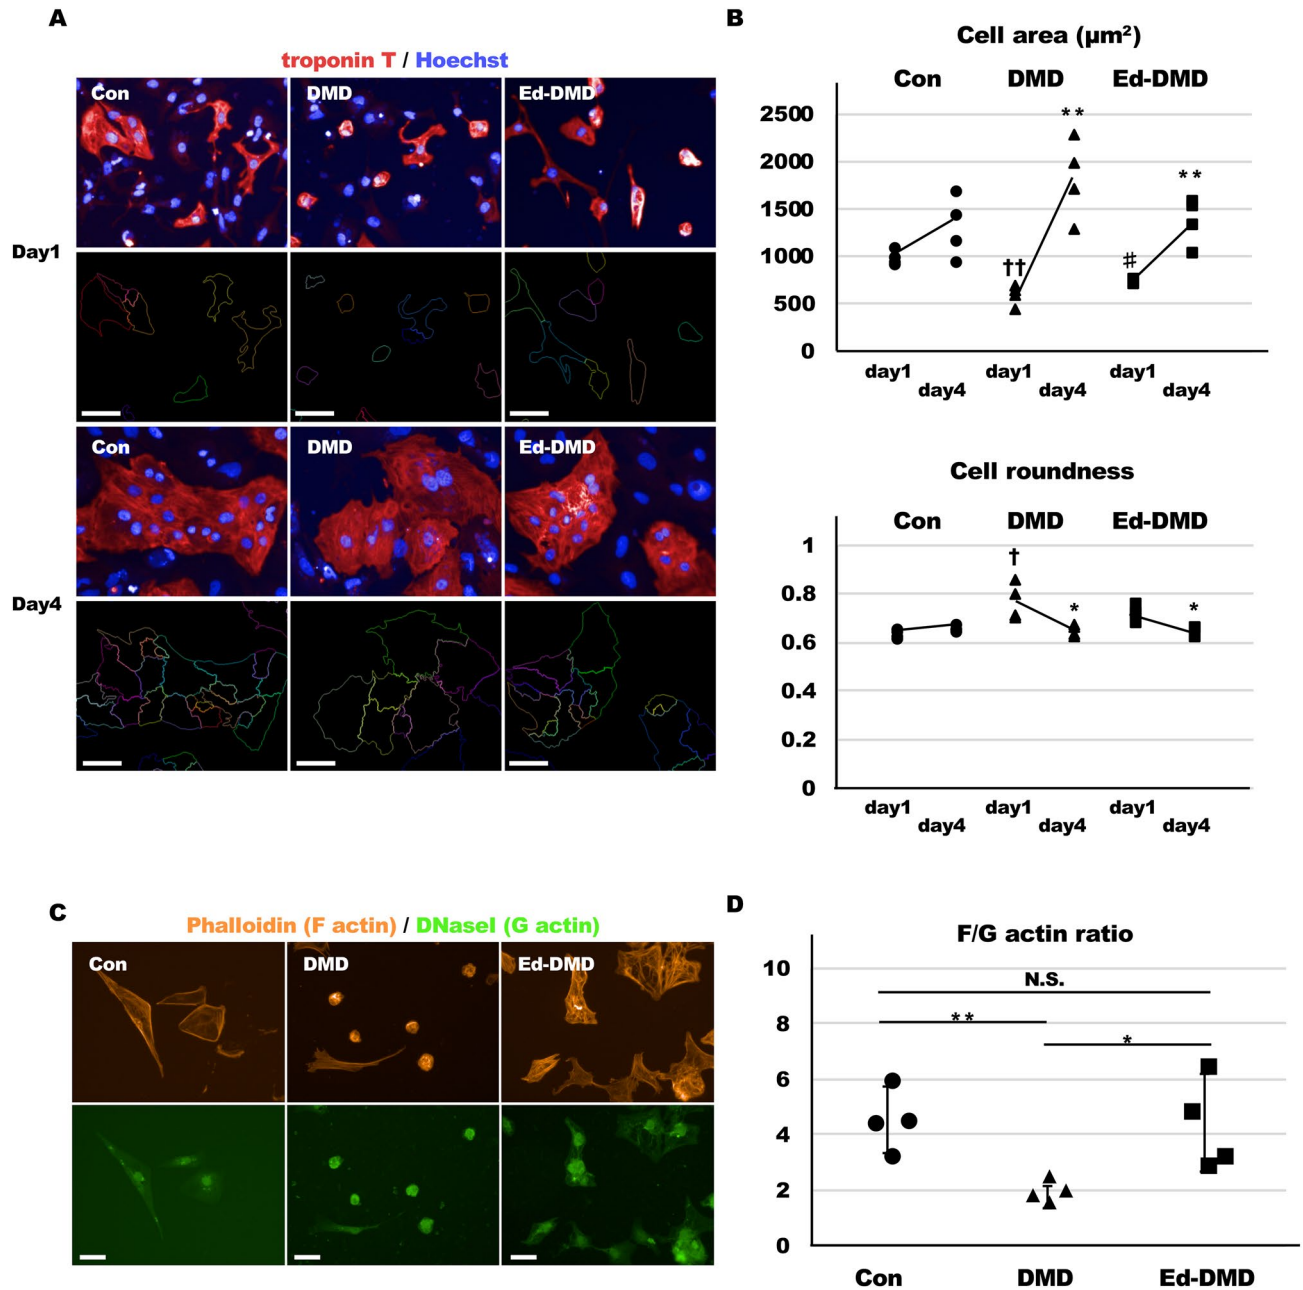 A
troponin T / Hoechst
Con
DMD
Ed-DMD
Day1
Con
DMD
Ed-DMD
Day4
B
Cell area (µm²)
Con
DMD
Ed-DMD
2500
2000
1500
1000
500
0
**
**
††
#
day1
day4
day1
day4
day1
day4
Cell roundness
Con
DMD
Ed-DMD
1
0.8
0.6
0.4
0.2
0
†
*
*
day1
day4
day1
day4
day1
day4
C
Phalloidin (F actin) / DNaseI (G actin)
Con
DMD
Ed-DMD
D
F/G actin ratio
10
8
6
4
2
0
N.S.
**
*
Con
DMD
Ed-DMD